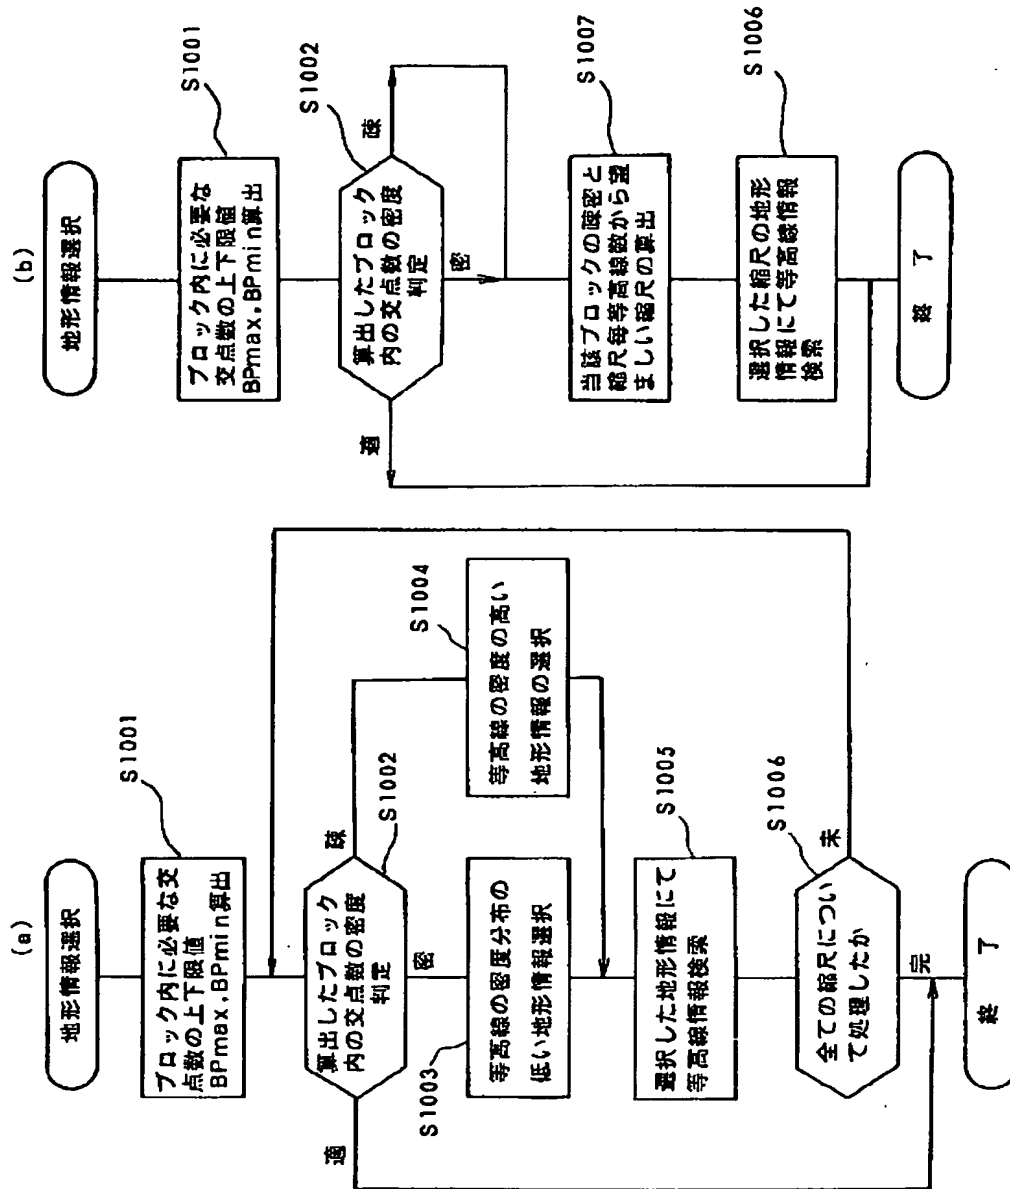 (a)
地形情報選択
S1001
ブロック内に必要な交
点数の上下限値
BPmax,BPmin算出
S1002
算出したブロック
内の交点数の密度
判定
適
密
疎
S1003
等高線の密度分布の
低い地形情報選択
S1004
等高線の密度の高い
地形情報の選択
S1005
選択した地形情報にて
等高線情報検索
S1006
全ての縮尺につい
て処理したか
未
完
終 了
(b)
地形情報選択
S1001
ブロック内に必要な
交点数の上下限値
BPmax,BPmin算出
S1002
算出したブロック
内の交点数の密度
判定
適
密
疎
S1007
当該ブロックの疎密と
縮尺毎等高線数から望
ましい縮尺の算出
S1006
選択した縮尺の地形
情報にて等高線情報
検索
終 了